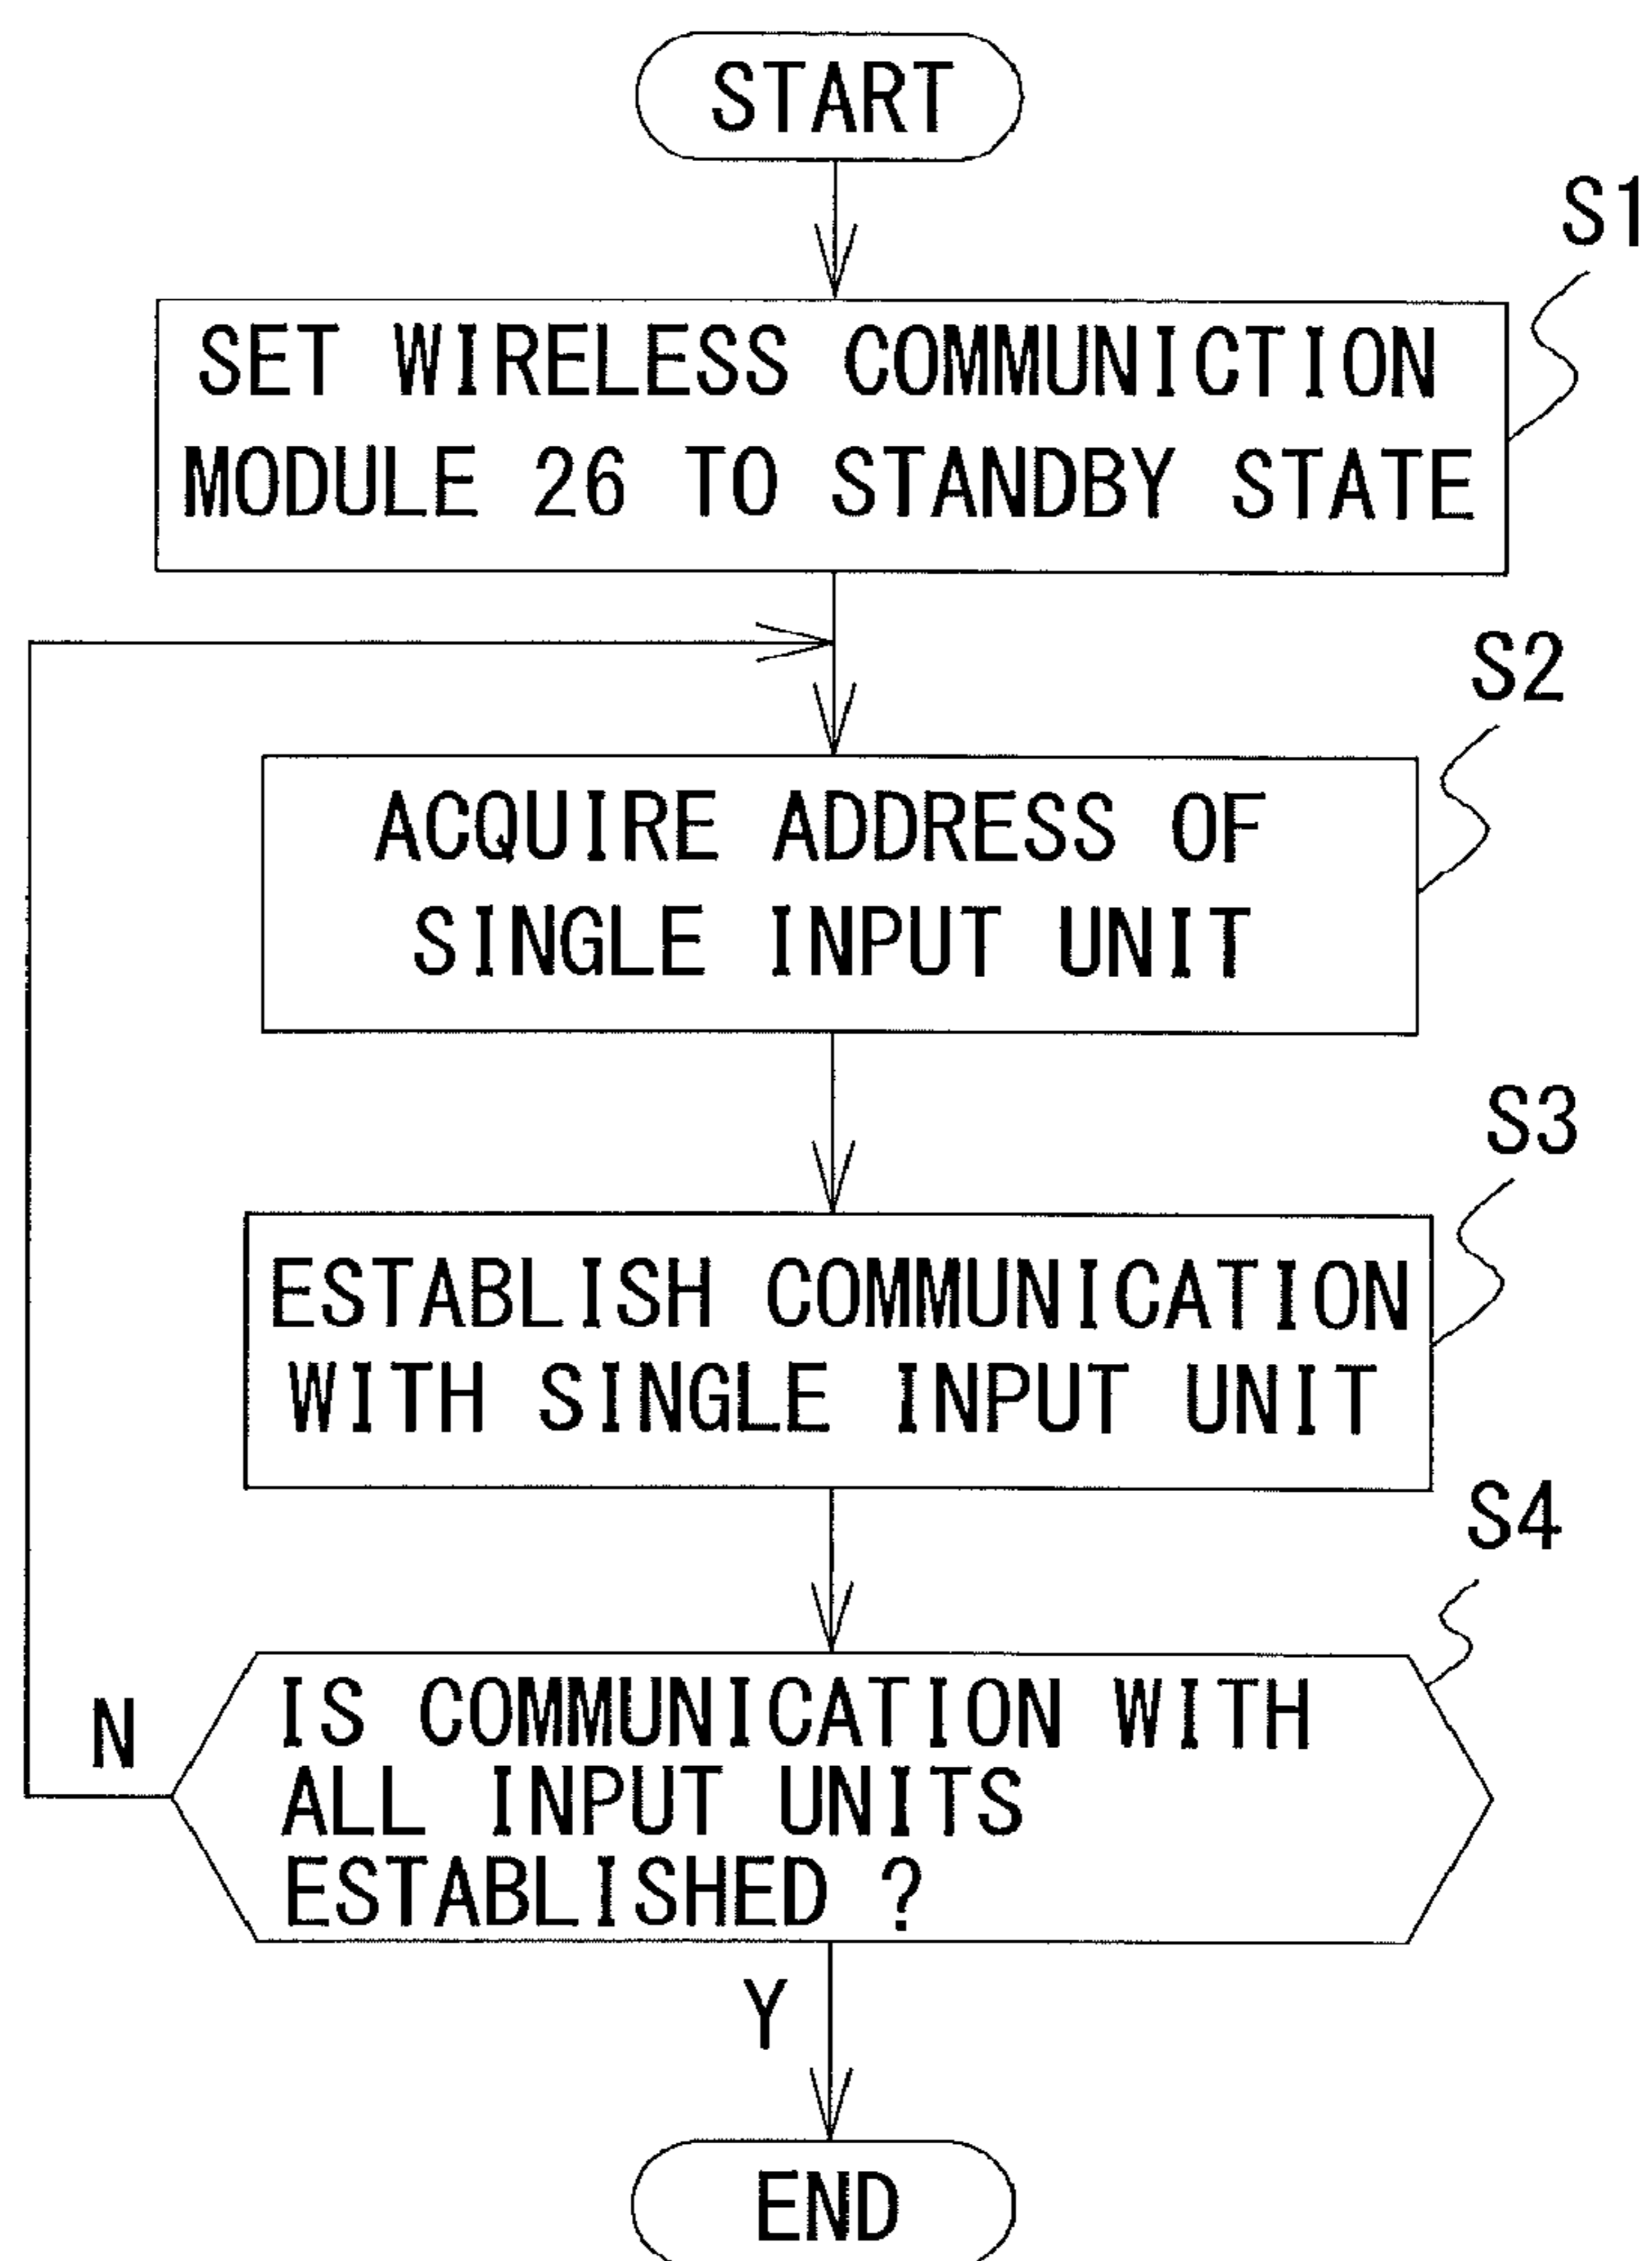 START
S1
SET WIRELESS COMMUNICTION
MODULE 26 TO STANDBY STATE
S2
ACQUIRE ADDRESS OF
SINGLE INPUT UNIT
S3
ESTABLISH COMMUNICATION
WITH SINGLE INPUT UNIT
S4
N
IS COMMUNICATION WITH
ALL INPUT UNITS
ESTABLISHED ?
Y
END